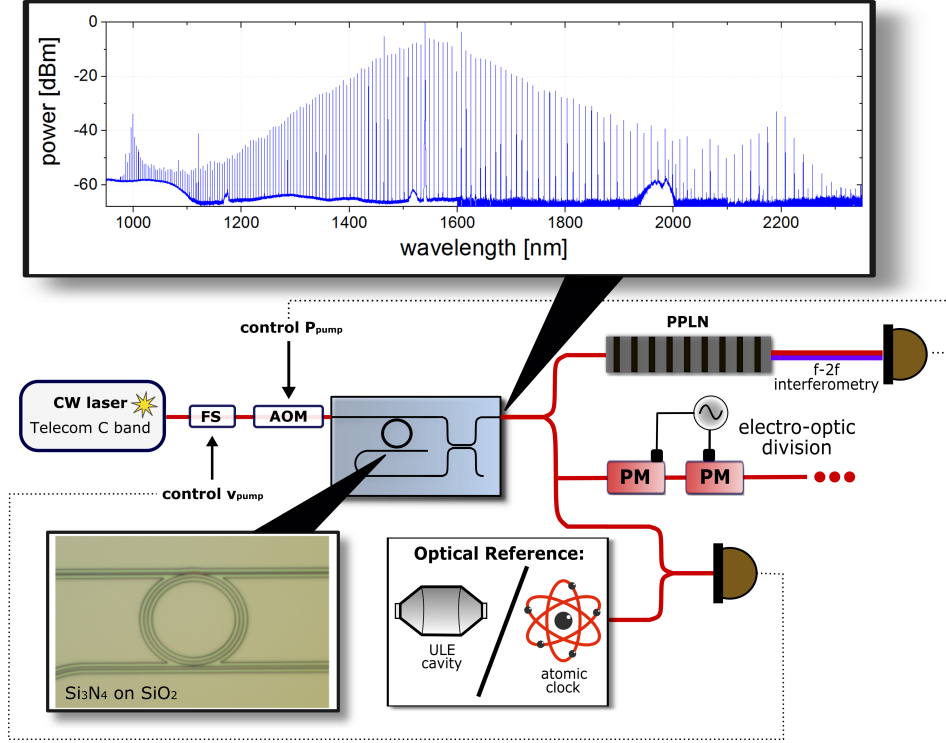 power [dBm]
0
-20
-40
-60
1000
1200
1400
1600
1800
2000
2200
wavelength [nm]
control Ppump
PPLN
f-2f
interferometry
CW laser
Telecom C band
FS
AOM
electro-optic
division
PM
PM
control νpump
Optical Reference:
ULE
cavity
atomic
clock
Si₃N₄ on SiO₂